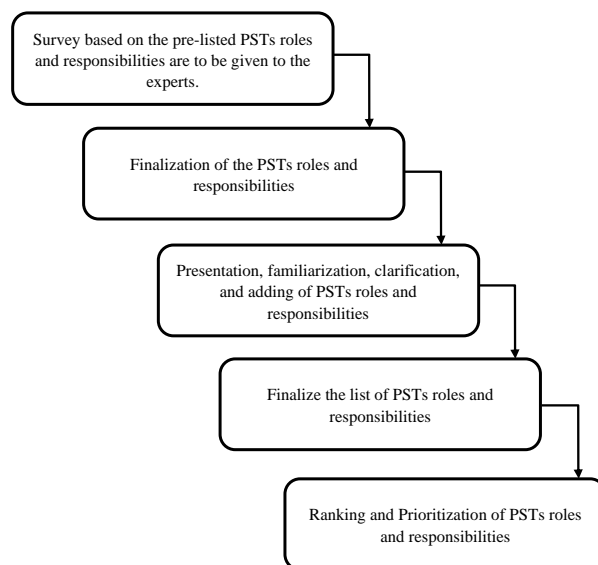 Survey based on the pre-listed PSTs roles
and responsibilities are to be given to the
experts.
Finalization of the PSTs roles and
responsibilities
Presentation, familiarization, clarification,
and adding of PSTs roles and
responsibilities
Finalize the list of PSTs roles and
responsibilities
Ranking and Prioritization of PSTs roles
and responsibilities